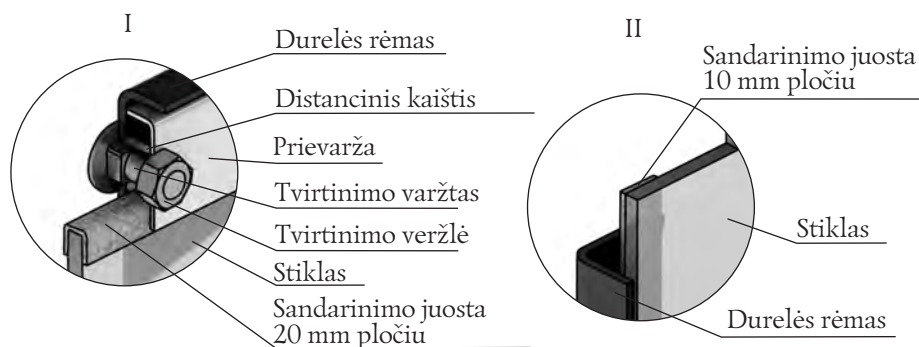 I
Durelės rėmas
Distancinis kaištis
Prievarža
Tvirtinimo varžtas
Tvirtinimo veržlė
Stiklas
Sandarinimo juosta
20 mm pločiu
II
Sandarinimo juosta
10 mm pločiu
Stiklas
Durelės rėmas